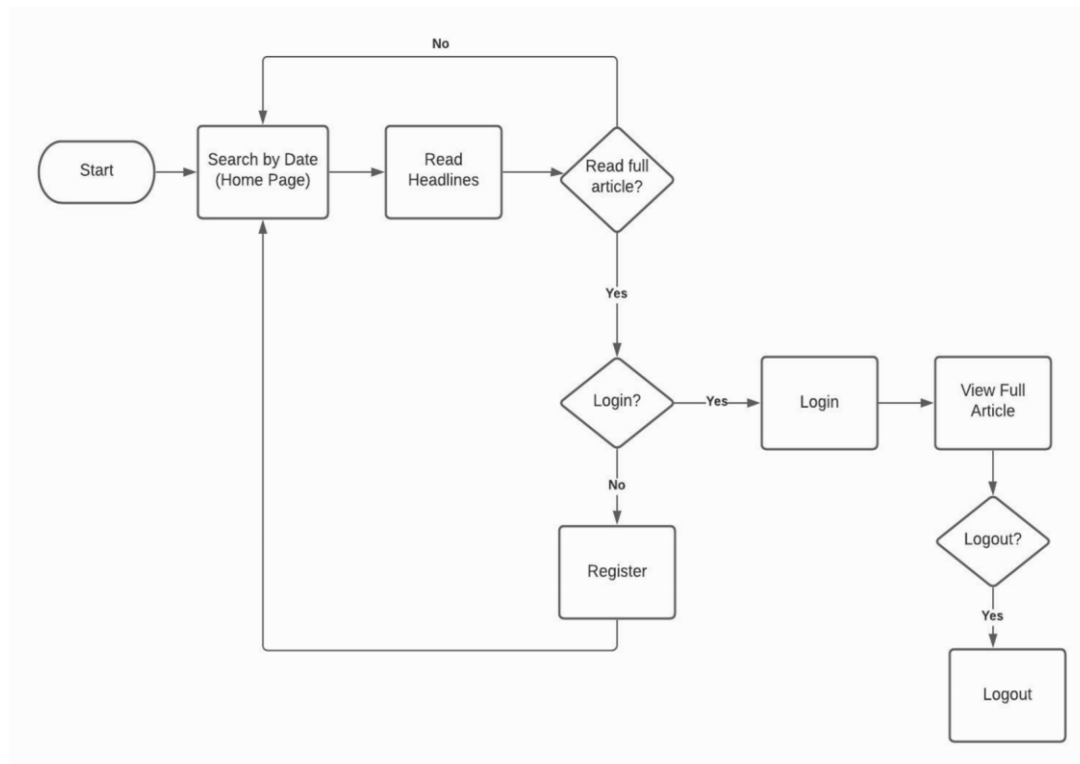 No
Start
Search by Date
(Home Page)
Read
Headlines
Read full
article?
Yes
Login?
Yes
Login
View Full
Article
No
Logout?
Register
Yes
Logout